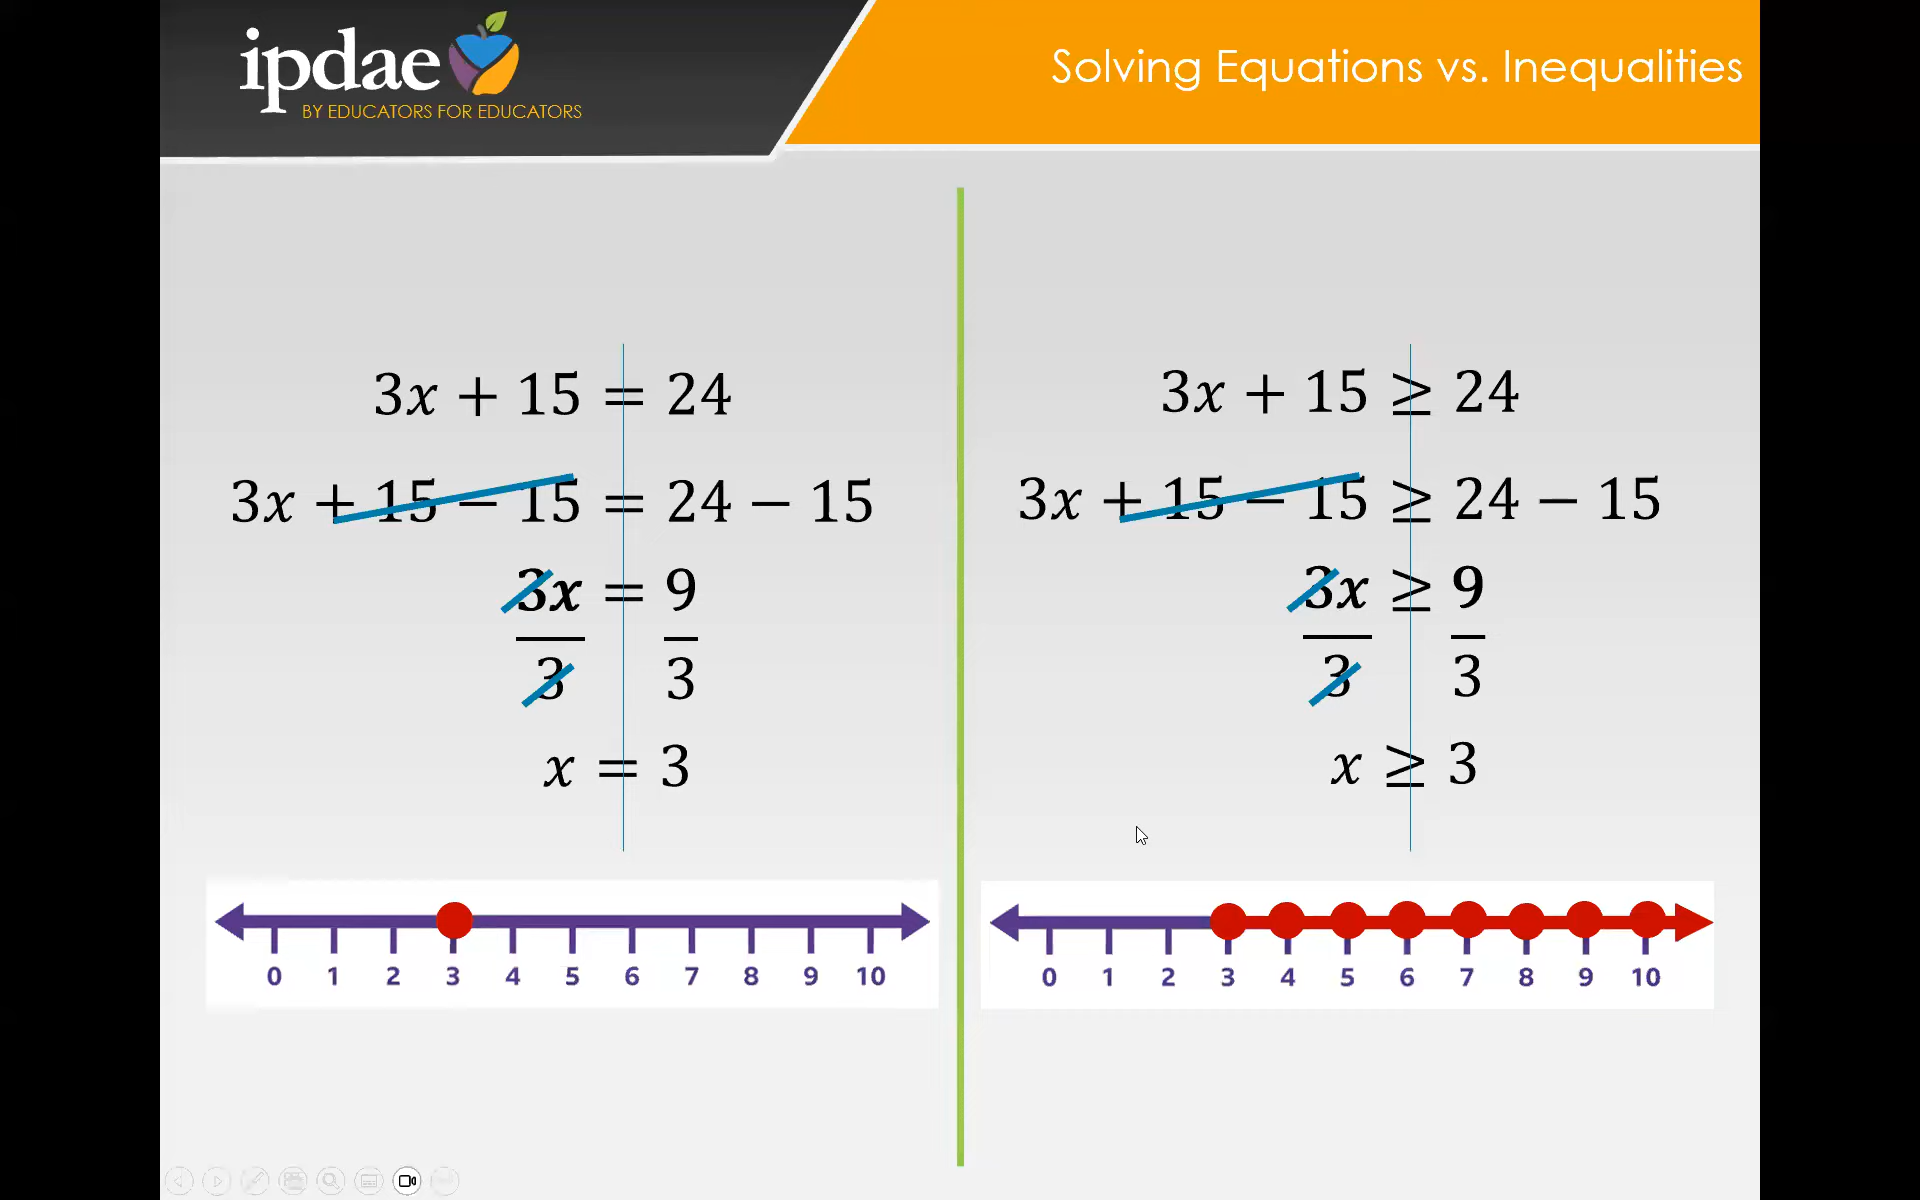 ipdae
BY EDUCATORS FOR EDUCATORS
Solving Equations vs. Inequalities
3x + 15 = 24
3x + 15 − 15 = 24 − 15
3x = 9
3 3
x = 3
0 1 2 3 4 5 6 7 8 9 10
3x + 15 ≥ 24
3x + 15 − 15 ≥ 24 − 15
3x ≥ 9
3 3
x ≥ 3
0 1 2 3 4 5 6 7 8 9 10